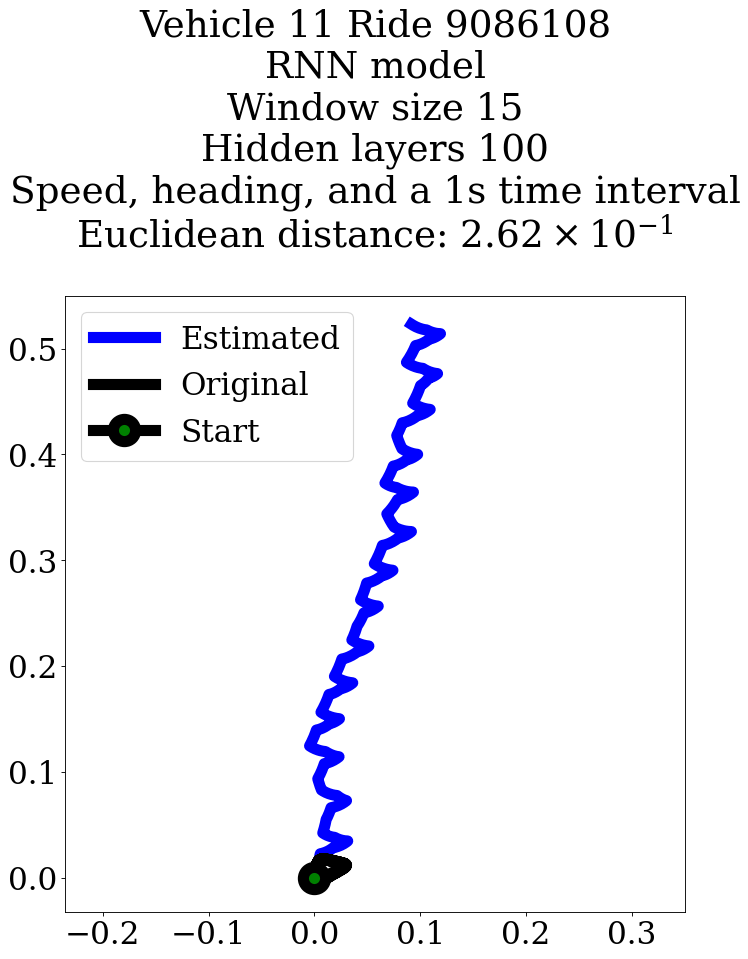 Vehicle 11 Ride 9086108
RNN model
Window size 15
Hidden layers 100
Speed, heading, and a 1s time interval
Euclidean distance: 2.62 × 10⁻¹
Estimated
Original
Start
0.5
0.4
0.3
0.2
0.1
0.0
−0.2 −0.1 0.0 0.1 0.2 0.3